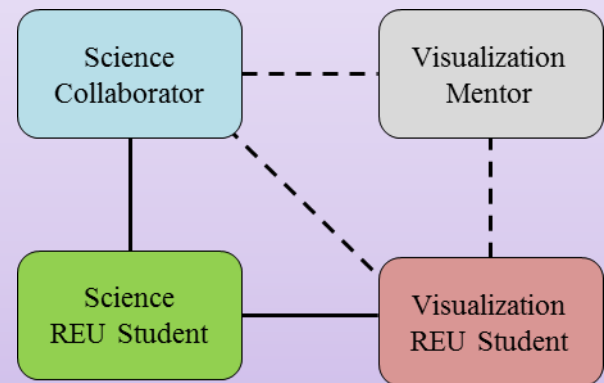 Science
Collaborator
Visualization
Mentor
Science
REU Student
Visualization
REU Student